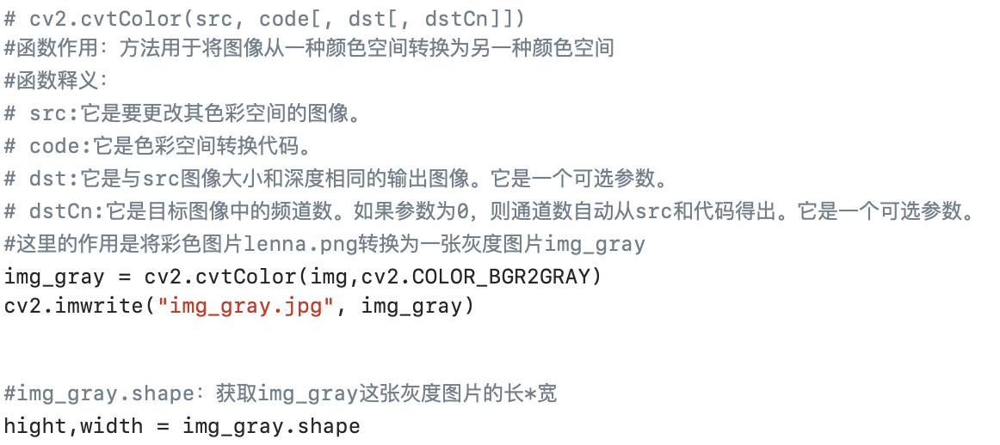 # cv2.cvtColor(src, code[, dst[, dstCn]])
#函数作用：方法用于将图像从一种颜色空间转换为另一种颜色空间
#函数释义：
# src:它是要更改其色彩空间的图像。
# code:它是色彩空间转换代码。
# dst:它是与src图像大小和深度相同的输出图像。它是一个可选参数。
# dstCn:它是目标图像中的频道数。如果参数为0，则通道数自动从src和代码得出。它是一个可选参数。
#这里的作用是将彩色图片lenna.png转换为一张灰度图片img_gray
img_gray = cv2.cvtColor(img,cv2.COLOR_BGR2GRAY)
cv2.imwrite("img_gray.jpg", img_gray)
#img_gray.shape：获取img_gray这张灰度图片的长*宽
hight,width = img_gray.shape